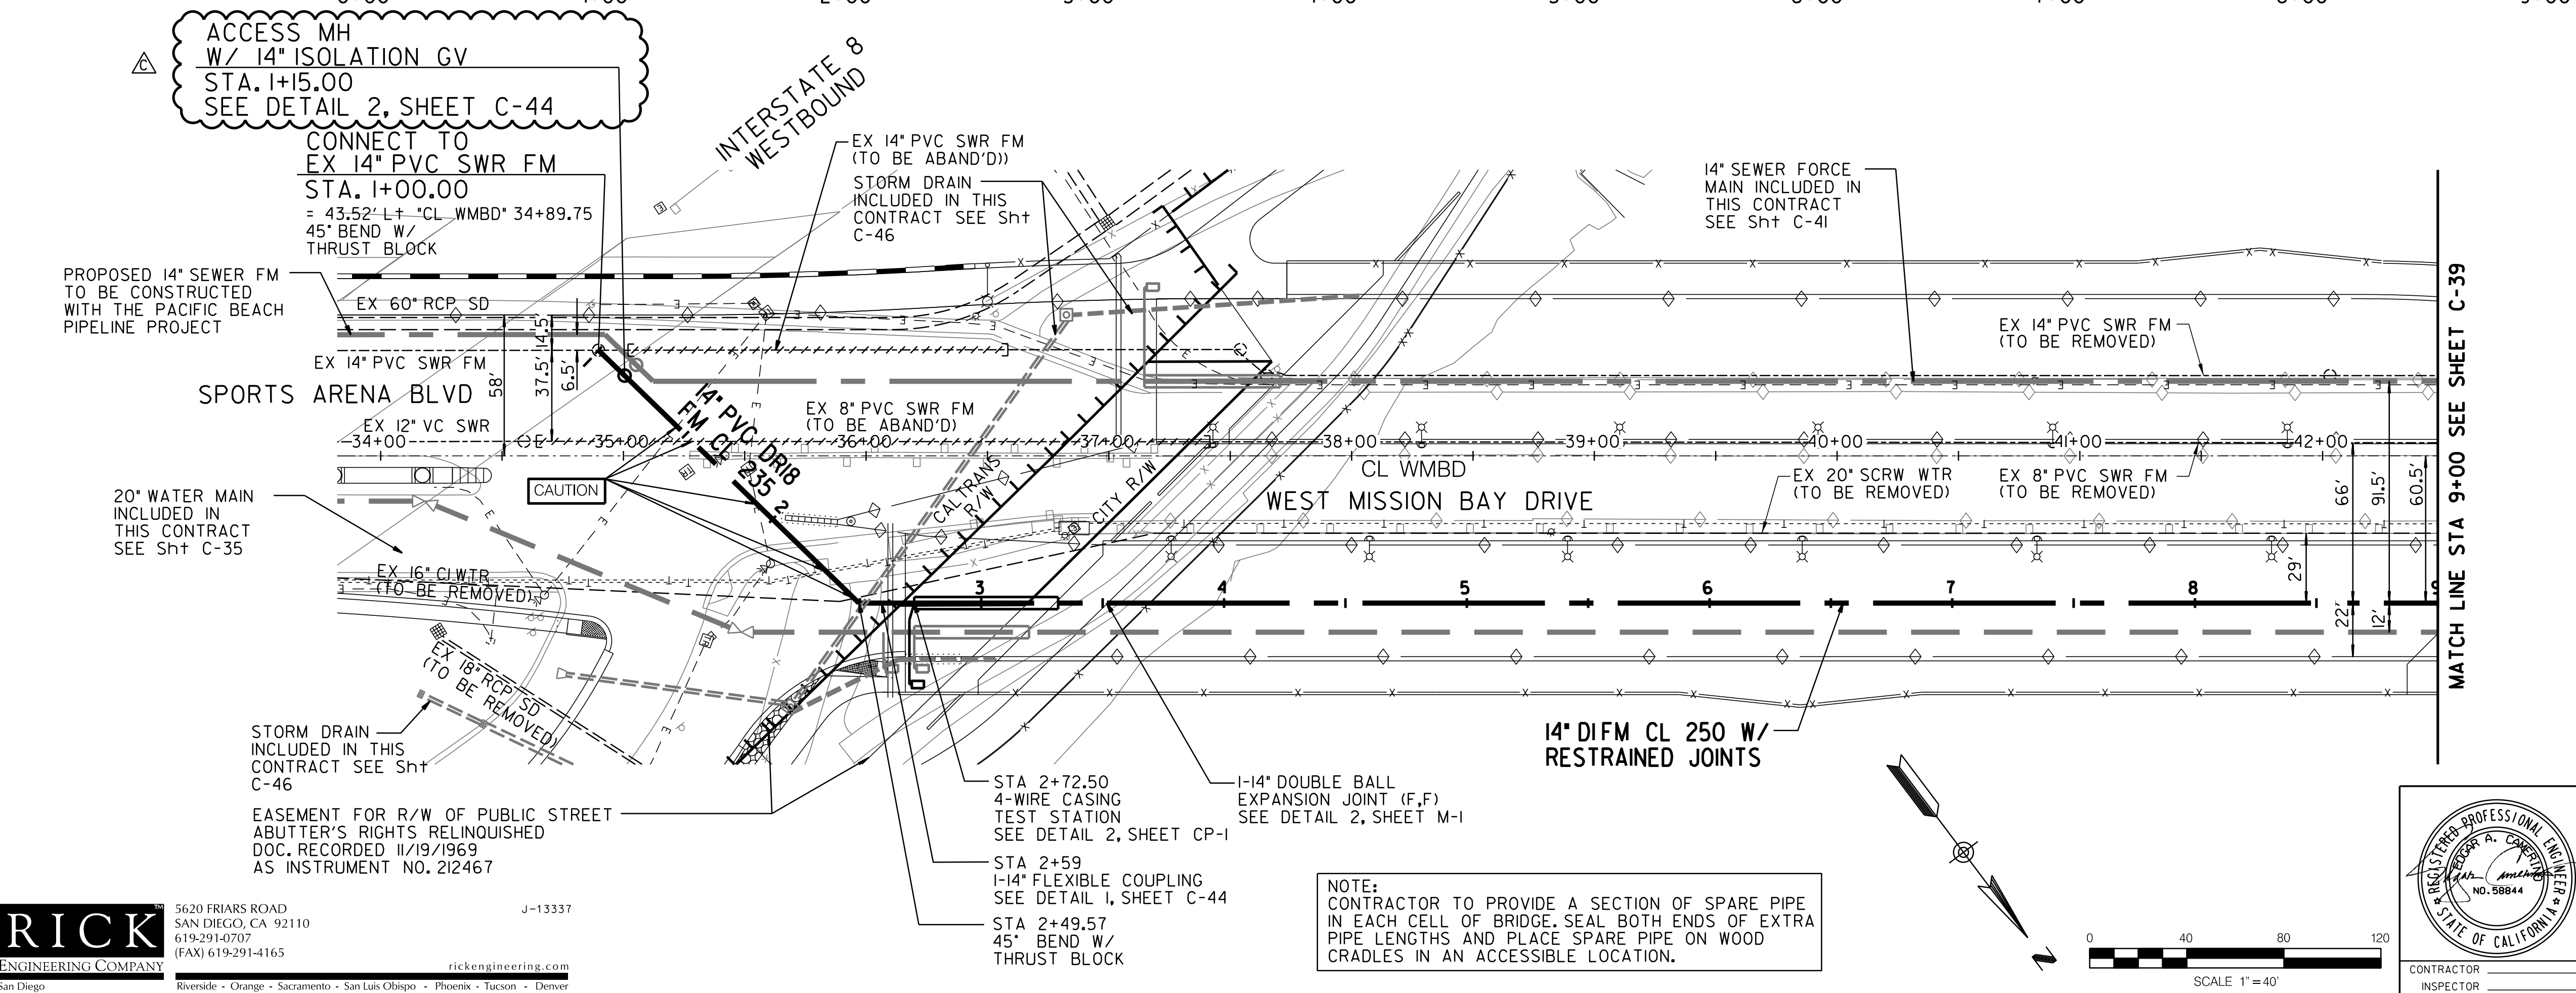 ACCESS MH
W/ 14" ISOLATION GV
STA. 1+15.00
SEE DETAIL 2, SHEET C-44
C
CONNECT TO
EX 14" PVC SWR FM
STA. 1+00.00
= 43.52' Lt "CL WMBD" 34+89.75
45° BEND W/
THRUST BLOCK
INTERSTATE 8
WESTBOUND
EX 14" PVC SWR FM
(TO BE ABAND'D))
STORM DRAIN
INCLUDED IN THIS
CONTRACT SEE Sht
C-46
14" SEWER FORCE
MAIN INCLUDED IN
THIS CONTRACT
SEE Sht C-41
PROPOSED 14" SEWER FM
TO BE CONSTRUCTED
WITH THE PACIFIC BEACH
PIPELINE PROJECT
EX 60" RCP SD
EX 14" PVC SWR FM
SPORTS ARENA BLVD
EX 12" VC SWR
58'
37.5'
14.5'
6.5'
14" PVC DR18
FM CL 235
2
EX 8" PVC SWR FM
(TO BE ABAND'D)
EX 14" PVC SWR FM
(TO BE REMOVED)
34+00
35+00
36+00
37+00
38+00
39+00
40+00
41+00
42+00
CL WMBD
WEST MISSION BAY DRIVE
EX 20" SCRW WTR
(TO BE REMOVED)
EX 8" PVC SWR FM
(TO BE REMOVED)
CAUTION
20" WATER MAIN
INCLUDED IN
THIS CONTRACT
SEE Sht C-35
CALTRANS
R/W
CITY R/W
EX 16" CI WTR
(TO BE REMOVED)
3
4
5
6
7
8
9
29'
66'
22'
91.5'
12'
60.5'
MATCH LINE STA 9+00 SEE SHEET C-39
EX 18" RCP SD
(TO BE REMOVED)
STORM DRAIN
INCLUDED IN THIS
CONTRACT SEE Sht
C-46
EASEMENT FOR R/W OF PUBLIC STREET
ABUTTER'S RIGHTS RELINQUISHED
DOC. RECORDED 11/19/1969
AS INSTRUMENT NO. 212467
STA 2+72.50
4-WIRE CASING
TEST STATION
SEE DETAIL 2, SHEET CP-1
STA 2+59
1-14" FLEXIBLE COUPLING
SEE DETAIL 1, SHEET C-44
STA 2+49.57
45° BEND W/
THRUST BLOCK
1-14" DOUBLE BALL
EXPANSION JOINT (F,F)
SEE DETAIL 2, SHEET M-1
14" DI FM CL 250 W/
RESTRAINED JOINTS
NOTE:
CONTRACTOR TO PROVIDE A SECTION OF SPARE PIPE
IN EACH CELL OF BRIDGE. SEAL BOTH ENDS OF EXTRA
PIPE LENGTHS AND PLACE SPARE PIPE ON WOOD
CRADLES IN AN ACCESSIBLE LOCATION.
N
0 40 80 120
SCALE 1"=40'
REGISTERED PROFESSIONAL ENGINEER
EDGAR A. CAMERINO
NO. 58844
STATE OF CALIFORNIA
CONTRACTOR
INSPECTOR
RICK™
ENGINEERING COMPANY
5620 FRIARS ROAD
SAN DIEGO, CA 92110
619-291-0707
(FAX) 619-291-4165
J-13337
rickengineering.com
San Diego Riverside - Orange - Sacramento - San Luis Obispo - Phoenix - Tucson - Denver